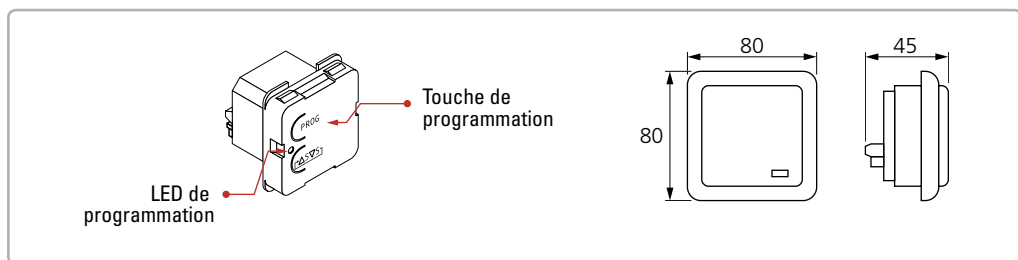 PROG
Touche de
programmation
LED de
programmation
80
80
45